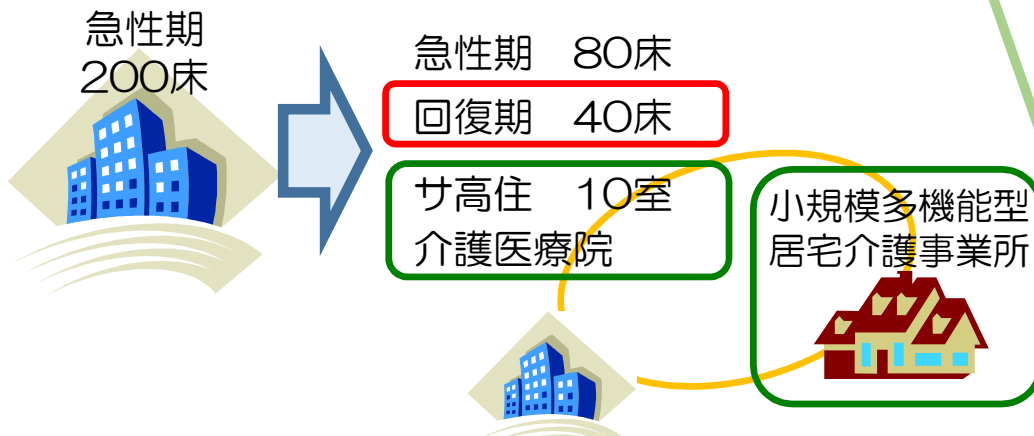 急性期
200床
急性期　80床
回復期　40床
サ高住　10室
介護医療院
小規模多機能型
居宅介護事業所